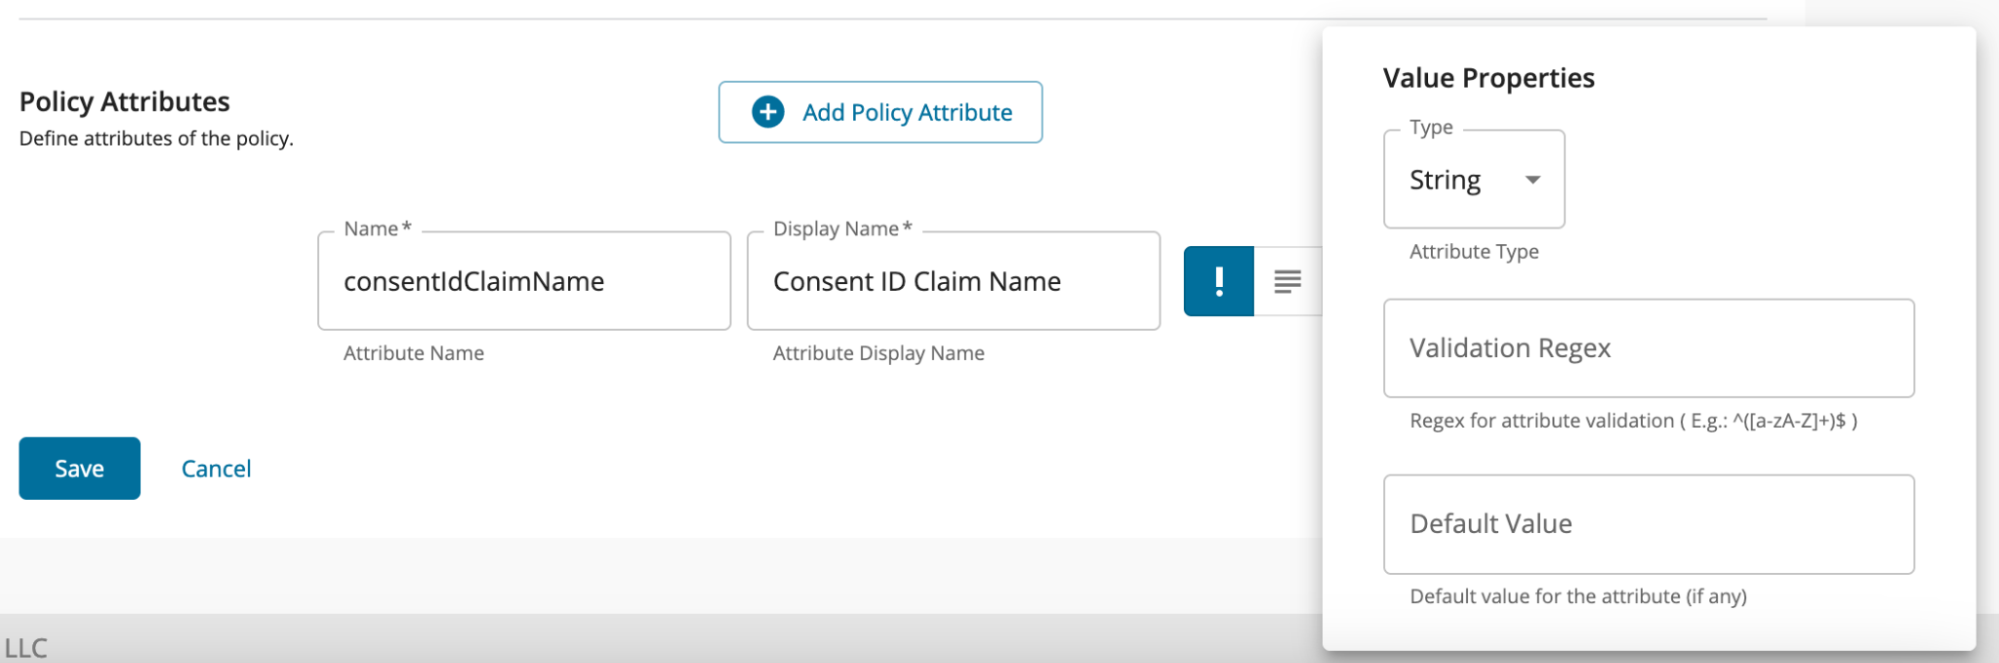 Policy Attributes
Define attributes of the policy.
Add Policy Attribute
Name*
consentIdClaimName
Attribute Name
Display Name*
Consent ID Claim Name
Attribute Display Name
!
Save
Cancel
LLC
Value Properties
Type
String
Attribute Type
Validation Regex
Regex for attribute validation ( E.g.: ^([a-zA-Z]+)$ )
Default Value
Default value for the attribute (if any)